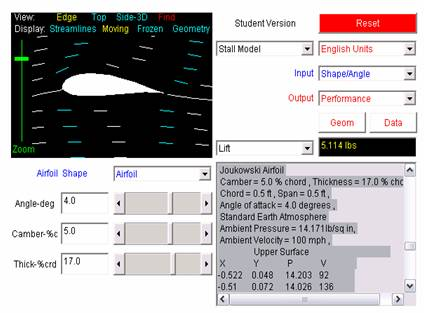 View: Edge Top Side-3D Find
Display: Streamlines Moving Frozen Geometry
Zoom
Student Version Reset
Stall Model English Units
Input Shape/Angle
Output Performance
Geom Data
Lift 5.114 lbs
Airfoil Shape Airfoil
Angle-deg 4.0
Camber-%c 5.0
Thick-%crd 17.0
Joukowski Airfoil
Camber = 5.0 % chord , Thickness = 17.0 % chc
Chord = 0.5 ft , Span = 0.5 ft ,
Angle of attack = 4.0 degrees ,
Standard Earth Atmosphere
Ambient Pressure = 14.171lb/sq in,
Ambient Velocity = 100 mph ,
Upper Surface
X Y P V
-0.522 0.048 14.203 92
-0.51 0.072 14.026 136